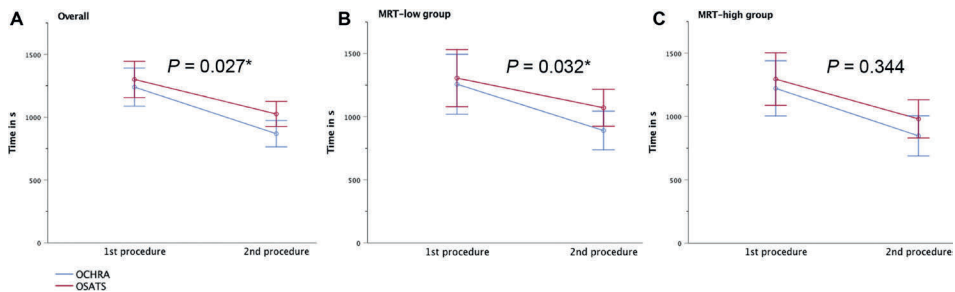 A
Overall
Time in s
1500
1000
500
0
P = 0.027*
1st procedure
2nd procedure
OCHRA
OSATS
B
MRT-low group
Time in s
1500
1000
500
0
P = 0.032*
1st procedure
2nd procedure
C
MRT-high group
Time in s
1500
1000
500
0
P = 0.344
1st procedure
2nd procedure